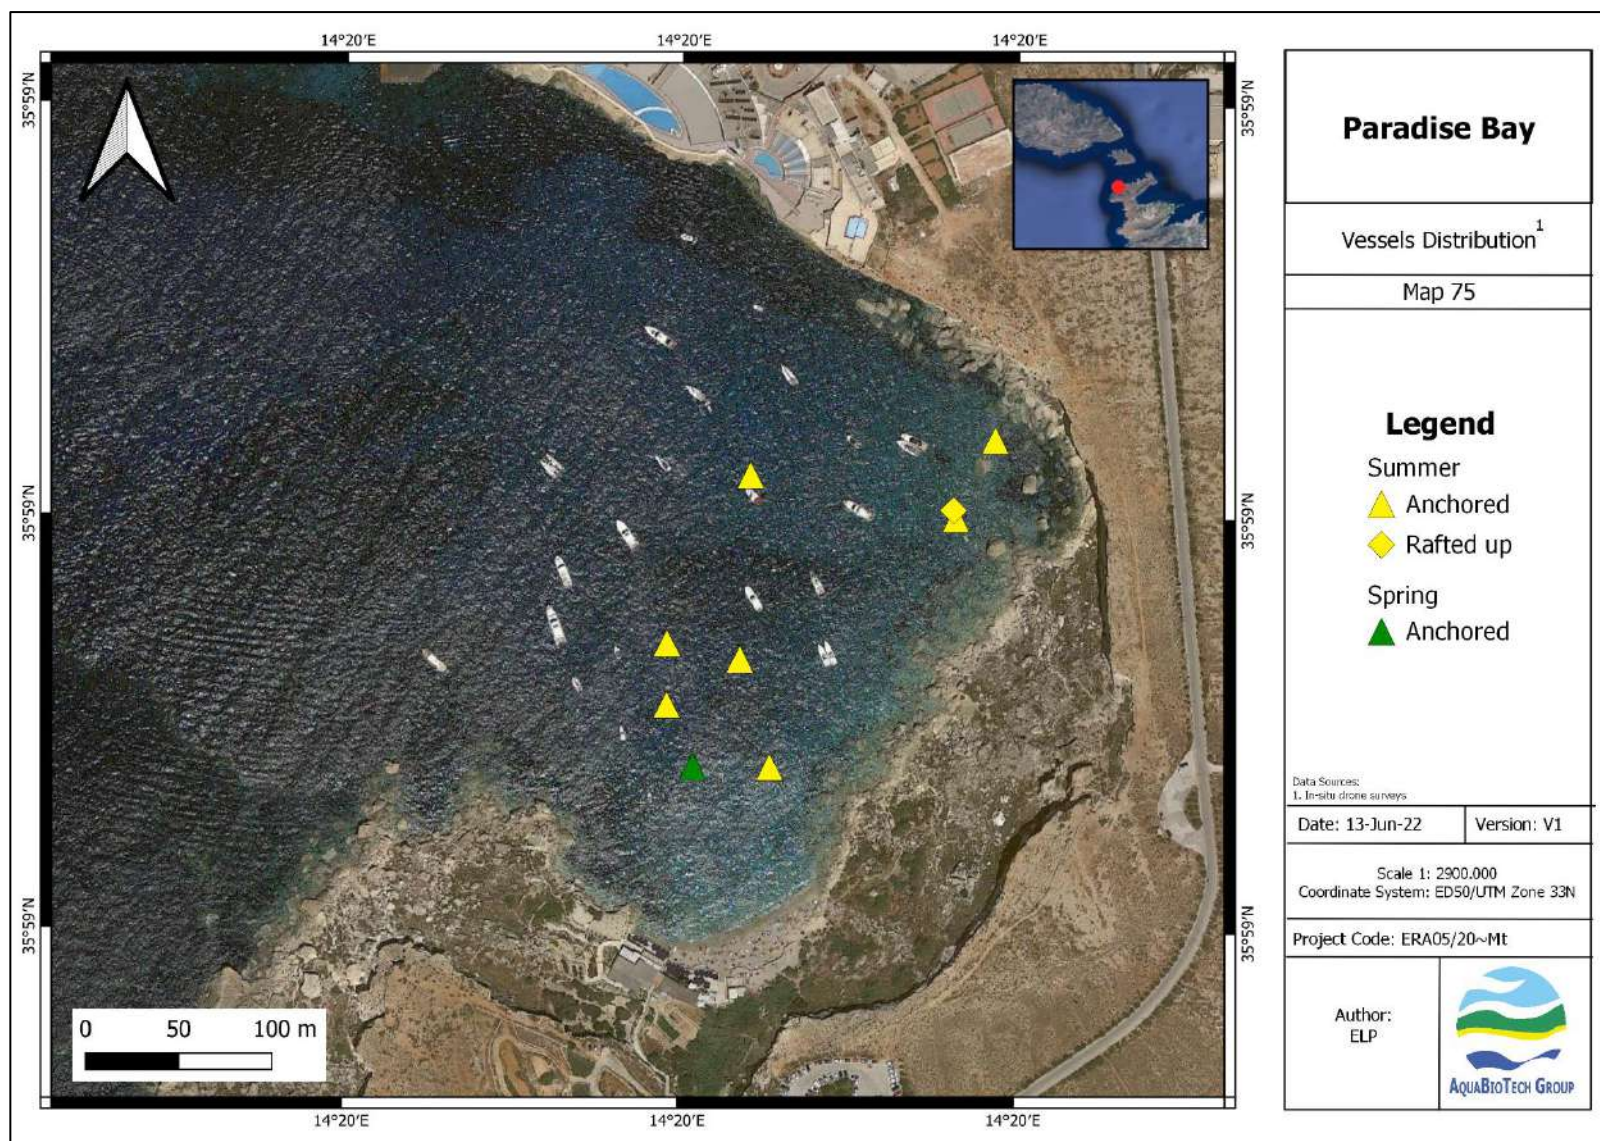 14°20'E 14°20'E 14°20'E
35°59'N
35°59'N
35°59'N
35°59'N
35°59'N
35°59'N
0 50 100 m
14°20'E 14°20'E 14°20'E
Paradise Bay
Vessels Distribution1
Map 75
Legend
Summer
Anchored
Rafted up
Spring
Anchored
Data Sources:
1. In-situ drone surveys
Date: 13-Jun-22 Version: V1
Scale 1: 2900.000
Coordinate System: ED50/UTM Zone 33N
Project Code: ERA05/20~Mt
Author:
ELP
AQUABIOTECH GROUP